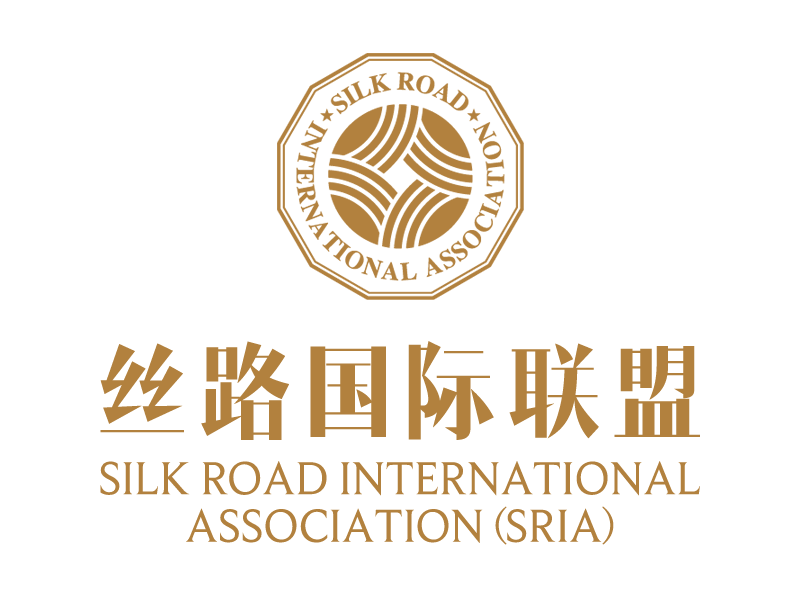 ★ SILK ROAD ★
INTERNATIONAL ASSOCIATION
丝路国际联盟
SILK ROAD INTERNATIONAL
ASSOCIATION (SRIA)